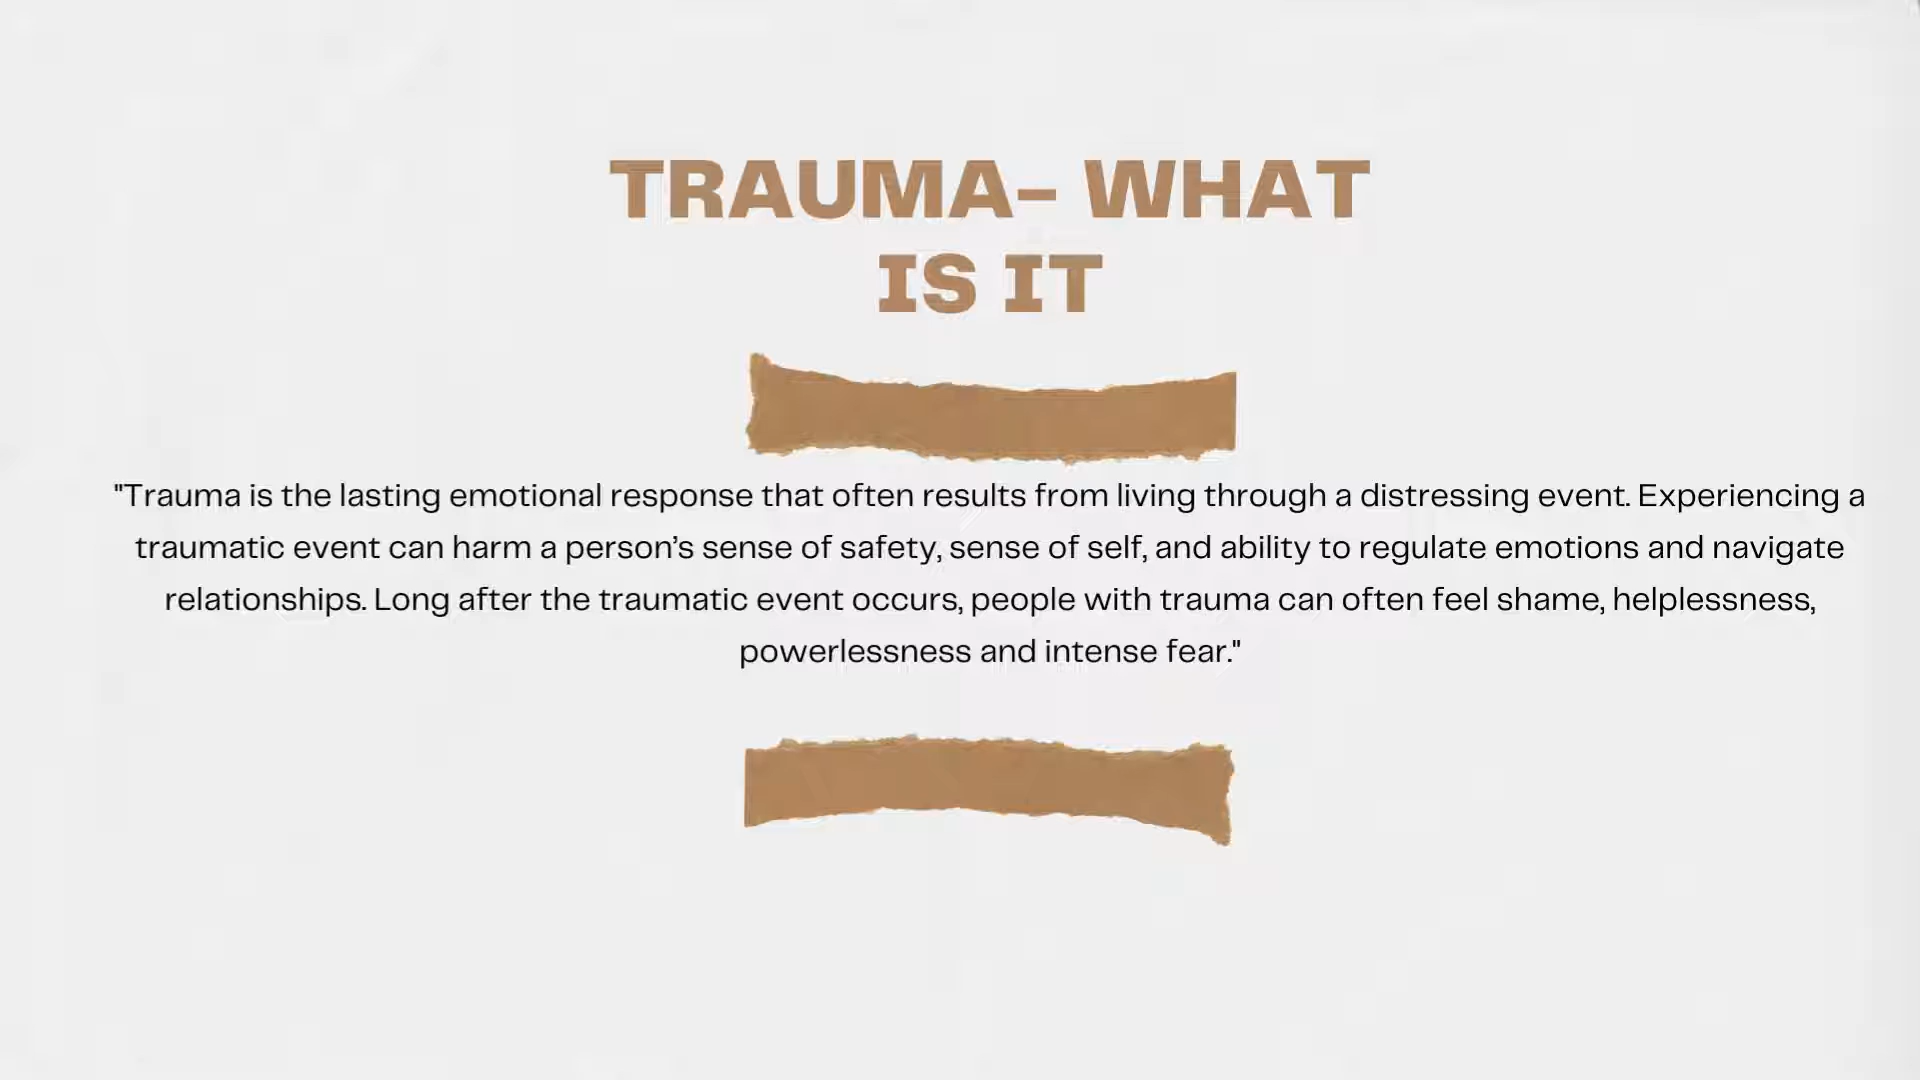 TRAUMA- WHAT
IS IT
"Trauma is the lasting emotional response that often results from living through a distressing event. Experiencing a
traumatic event can harm a person’s sense of safety, sense of self, and ability to regulate emotions and navigate
relationships. Long after the traumatic event occurs, people with trauma can often feel shame, helplessness,
powerlessness and intense fear."